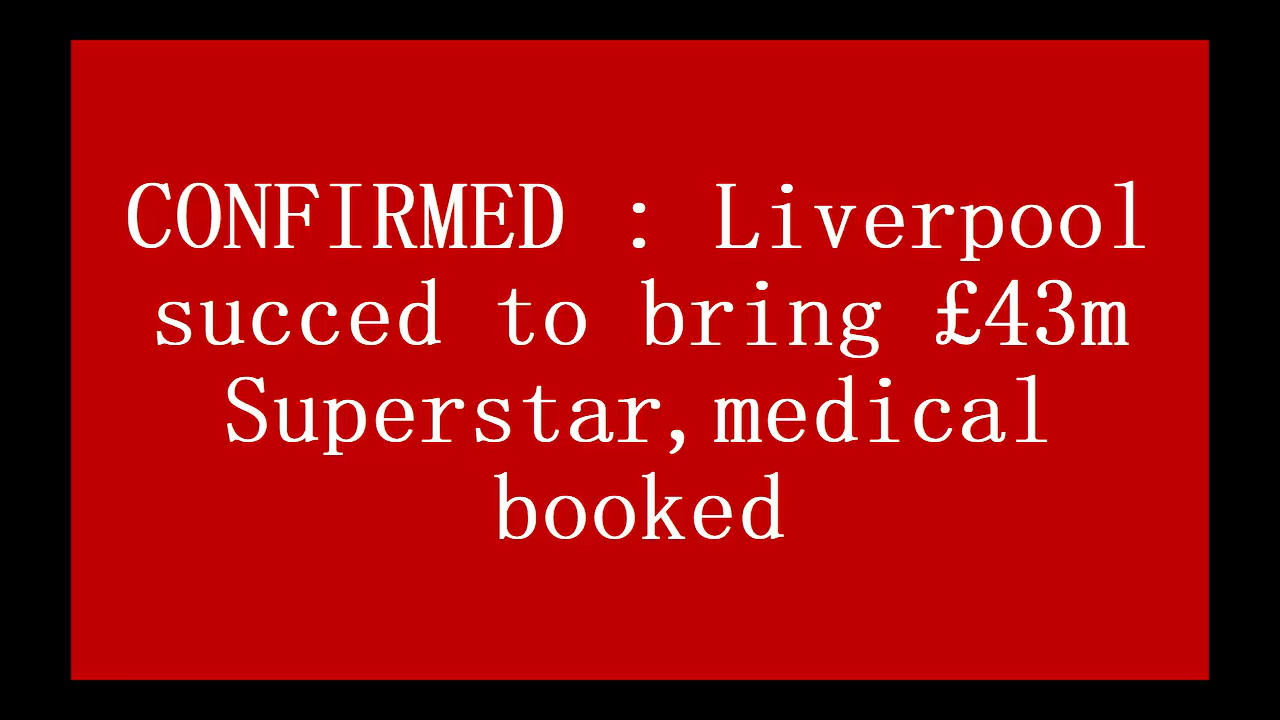 CONFIRMED : Liverpool
succed to bring £43m
Superstar,medical
booked